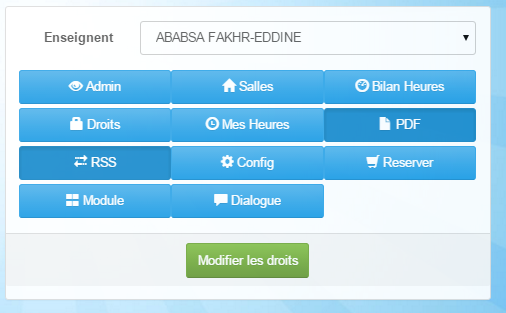 Enseignent ABABSA FAKHR-EDDINE
Admin Salles Bilan Heures
Droits Mes Heures PDF
RSS Config Reserver
Module Dialogue
Modifier les droits